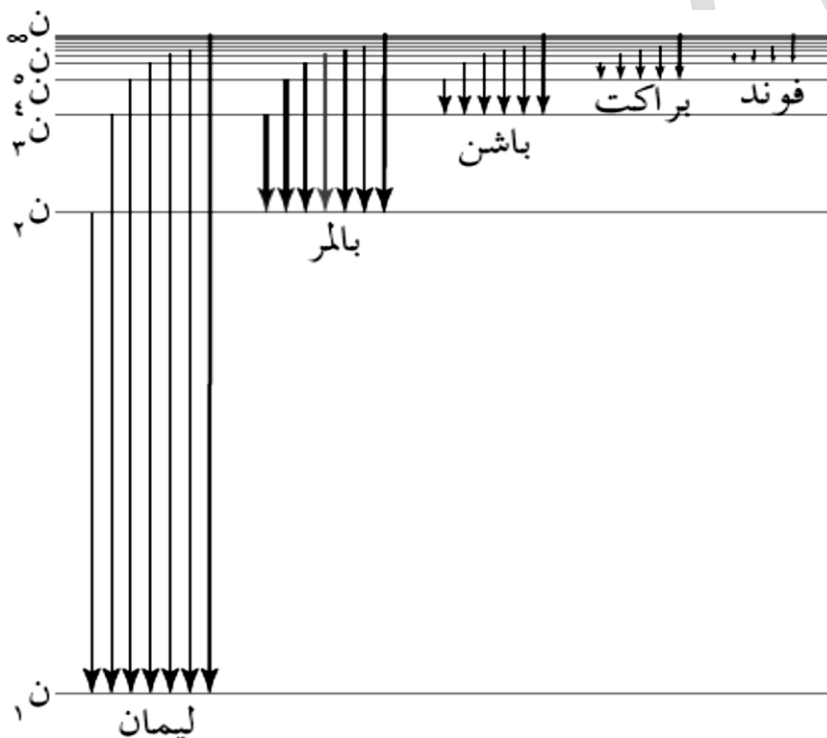 ن∞
ن٥
ن٤
ن٣
ن٢
ن١
فوند
براكت
باشن
بالمر
ليمان